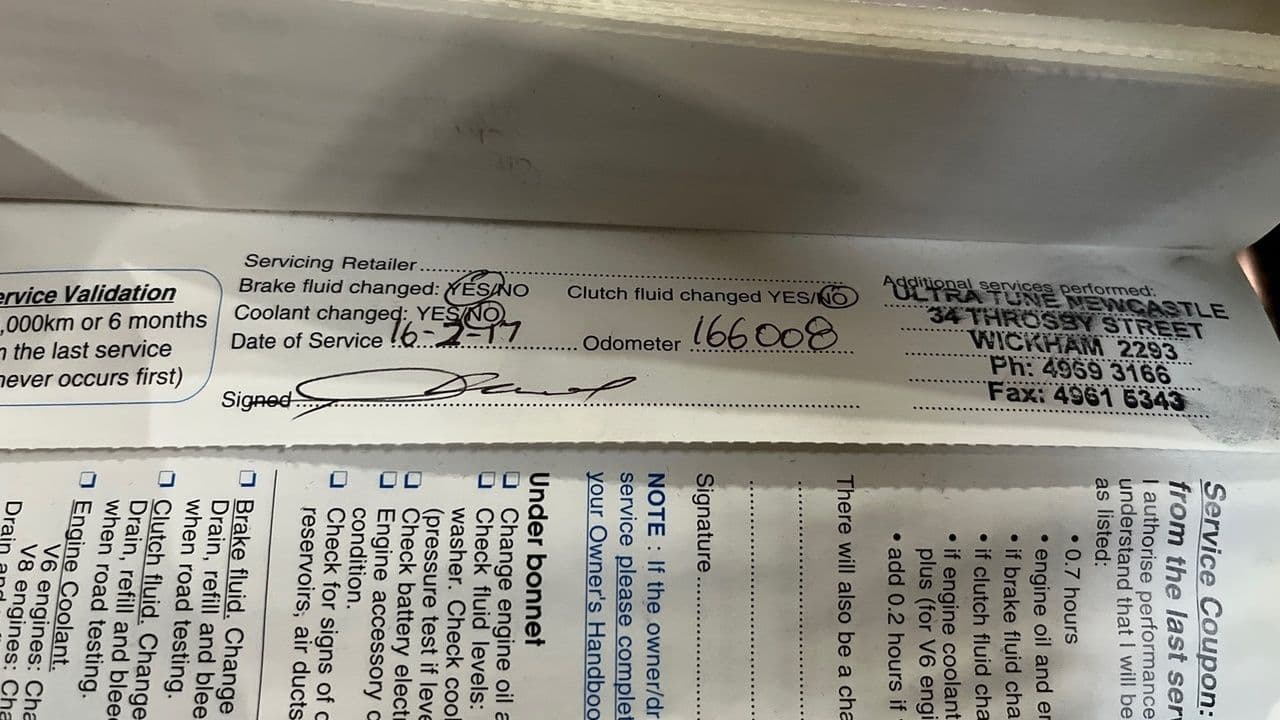 ervice Validation
,000km or 6 months
the last service
never occurs first)
Servicing Retailer
Brake fluid changed: YES/NO
Clutch fluid changed YES/NO
Coolant changed: YES/NO
Date of Service 16-2-97
Odometer 166008
Signed
Additional services performed:
ULTRA TUNE NEWCASTLE
34 THROSBY STREET
WICKHAM 2293
Ph: 4969 3166
Fax: 4961 5343
Service Coupon:
from the last ser
I authorise performance
understand that I will be
as listed:
• 0.7 hours
• engine oil and
• if brake fluid cha
• if clutch fluid cha
• if engine coolant
plus (for V6 engi
• add 0.2 hours if
There will also be a cha
Signature
NOTE : If the owner/dr
service please complet
your Owner's Handboo
Under bonnet
Change engine oil
Check fluid levels:
washer. Check cool
(pressure test if leve
Check battery elect
Engine accessory
condition.
Check for signs of
reservoirs, air ducts
Brake fluid. Change
Drain, refill and blee
when road testing.
Clutch fluid. Change
Drain, refill and blee
when road testing.
Engine Coolant.
V6 engines: Cha
V8 engines: Cha
Drain and